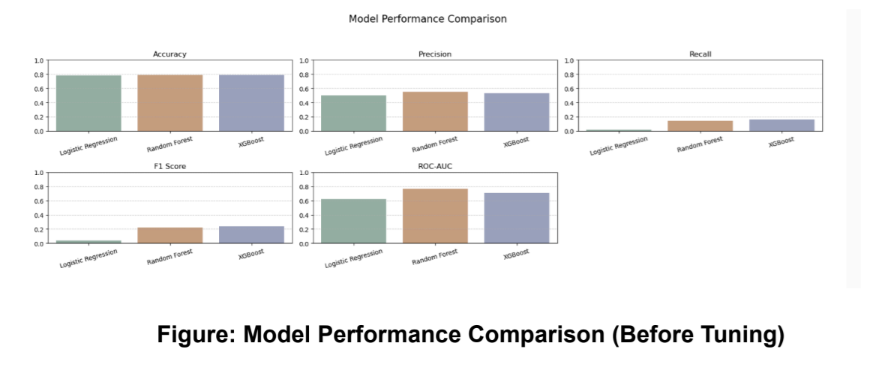 Model Performance Comparison
Accuracy
1.0
0.8
0.6
0.4
0.2
0.0
Logistic Regression
Random Forest
XGBoost
Precision
1.0
0.8
0.6
0.4
0.2
0.0
Logistic Regression
Random Forest
XGBoost
Recall
1.0
0.8
0.6
0.4
0.2
0.0
Logistic Regression
Random Forest
XGBoost
F1 Score
1.0
0.8
0.6
0.4
0.2
0.0
Logistic Regression
Random Forest
XGBoost
ROC-AUC
1.0
0.8
0.6
0.4
0.2
0.0
Logistic Regression
Random Forest
XGBoost
Figure: Model Performance Comparison (Before Tuning)